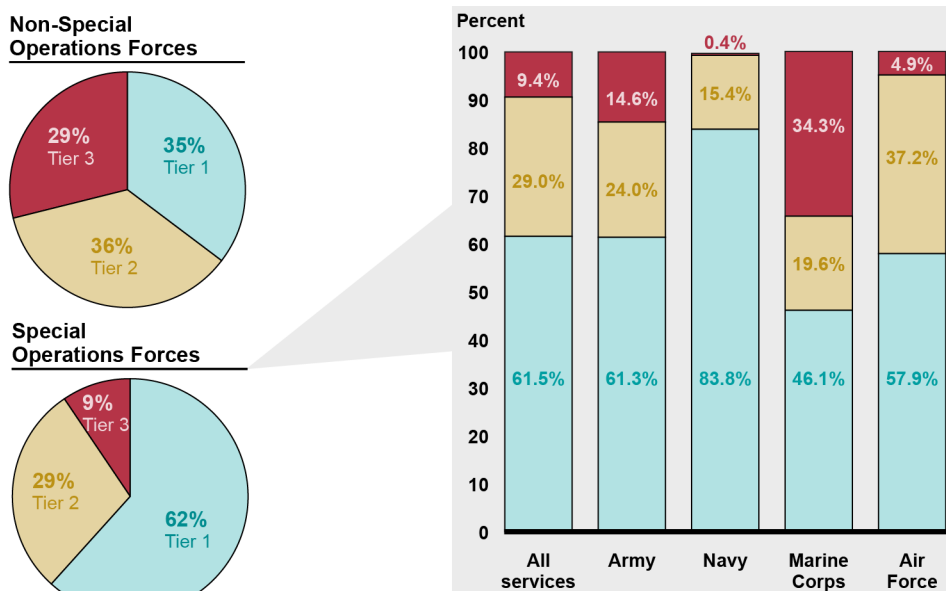 Non-Special
Operations Forces
29%
Tier 3
35%
Tier 1
36%
Tier 2
Special
Operations Forces
9%
Tier 3
29%
Tier 2
62%
Tier 1
Percent
100
90
80
70
60
50
40
30
20
10
0
9.4%
29.0%
61.5%
14.6%
24.0%
61.3%
0.4%
15.4%
83.8%
34.3%
19.6%
46.1%
4.9%
37.2%
57.9%
All
services
Army
Navy
Marine
Corps
Air
Force